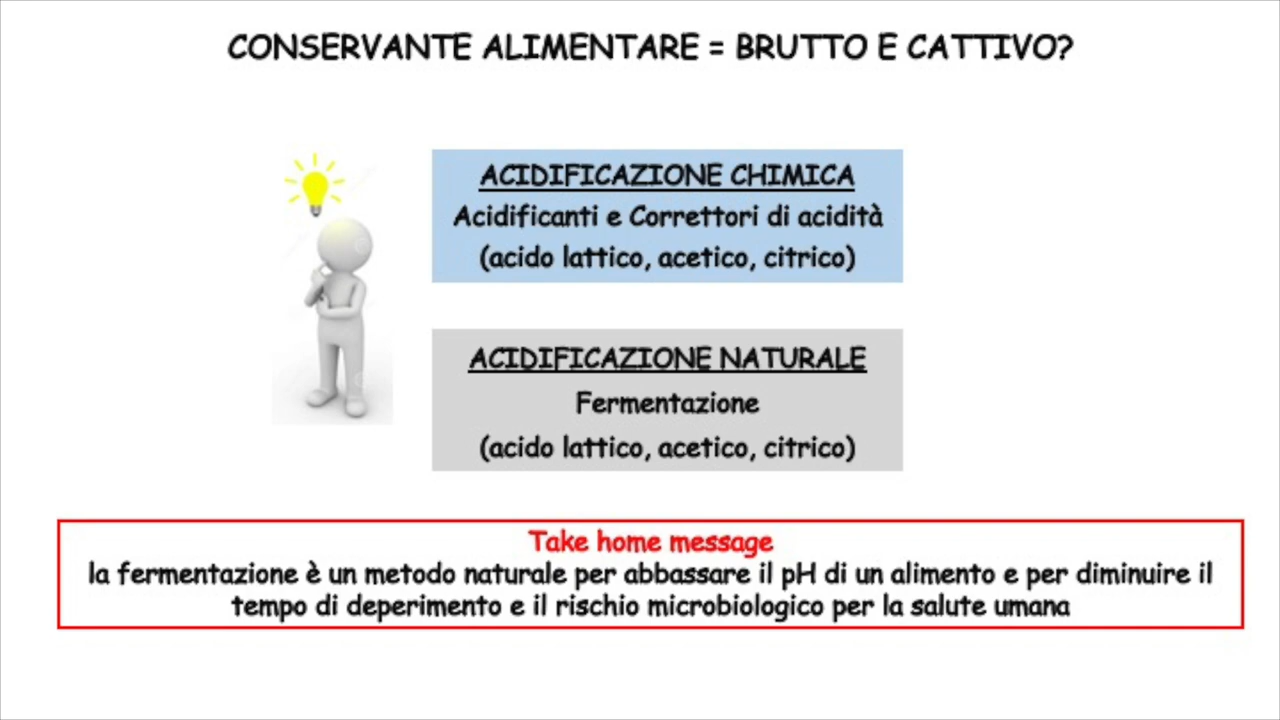 CONSERVANTE ALIMENTARE = BRUTTO E CATTIVO?
ACIDIFICAZIONE CHIMICA
Acidificanti e Correttori di acidità
(acido lattico, acetico, citrico)
ACIDIFICAZIONE NATURALE
Fermentazione
(acido lattico, acetico, citrico)
Take home message
la fermentazione è un metodo naturale per abbassare il pH di un alimento e per diminuire il
tempo di deperimento e il rischio microbiologico per la salute umana